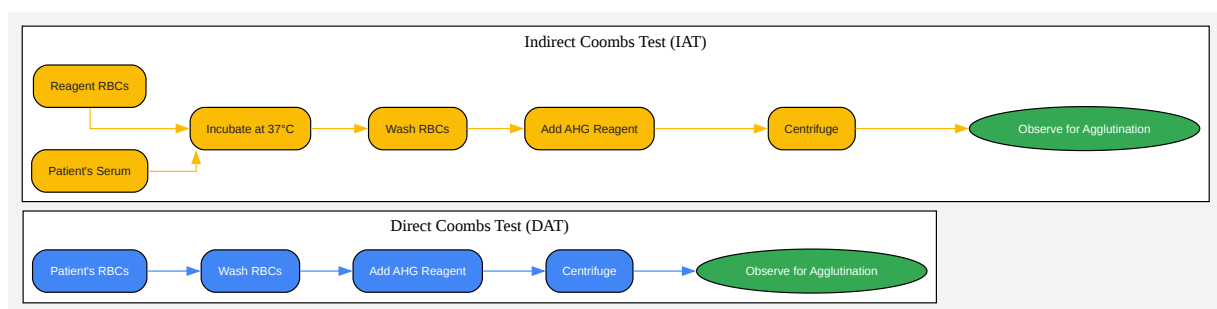 Indirect Coombs Test (IAT)
Reagent RBCs
Patient's Serum
Incubate at 37°C
Wash RBCs
Add AHG Reagent
Centrifuge
Observe for Agglutination
Direct Coombs Test (DAT)
Patient's RBCs
Wash RBCs
Add AHG Reagent
Centrifuge
Observe for Agglutination